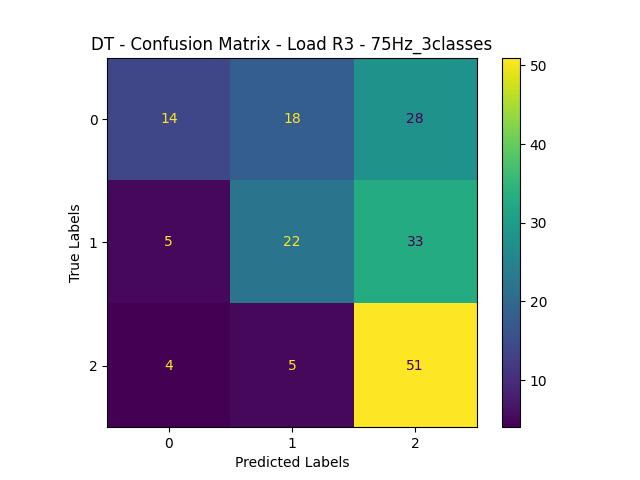 DT - Confusion Matrix - Load R3 - 75Hz_3classes
50
40
30
20
10
True Labels
0
14 18 28
1
5 22 33
2
4 5 51
0 1 2
Predicted Labels